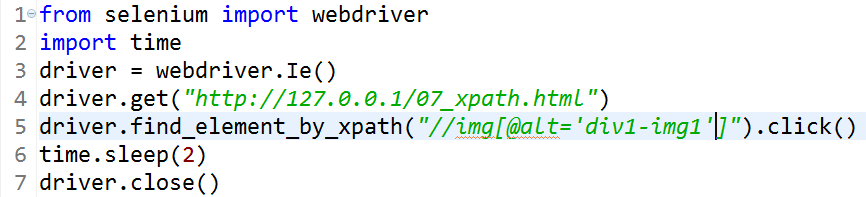 1 from selenium import webdriver
2 import time
3 driver = webdriver.Ie()
4 driver.get("http://127.0.0.1/07_xpath.html")
5 driver.find_element_by_xpath("//img[@alt='div1-img1']").click()
6 time.sleep(2)
7 driver.close()